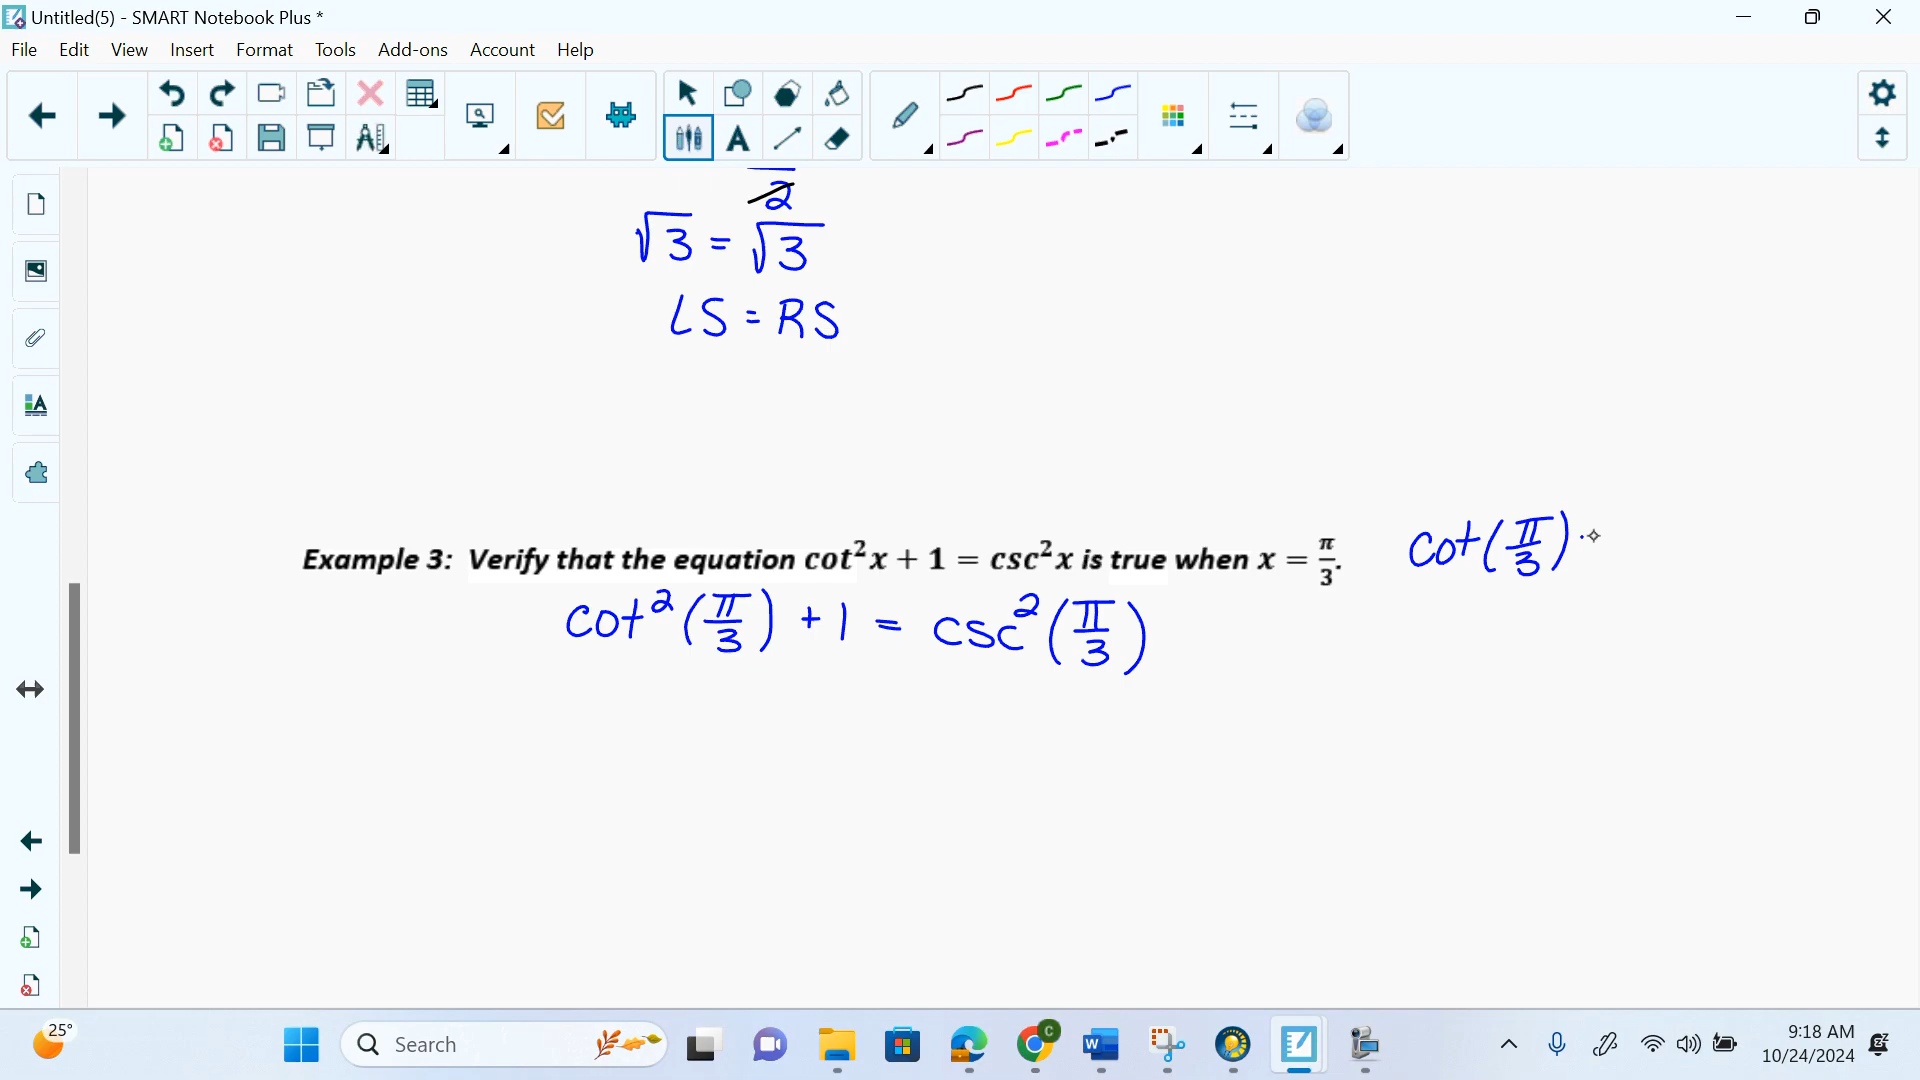 Untitled(5) - SMART Notebook Plus *
File Edit View Insert Format Tools Add-ons Account Help
2
√3 = √3
LS = RS
Example 3: Verify that the equation cot²x + 1 = csc²x is true when x = π/3.
cot(π/3)
cot²(π/3) + 1 = csc²(π/3)
25°
Search
C
9:18 AM
10/24/2024